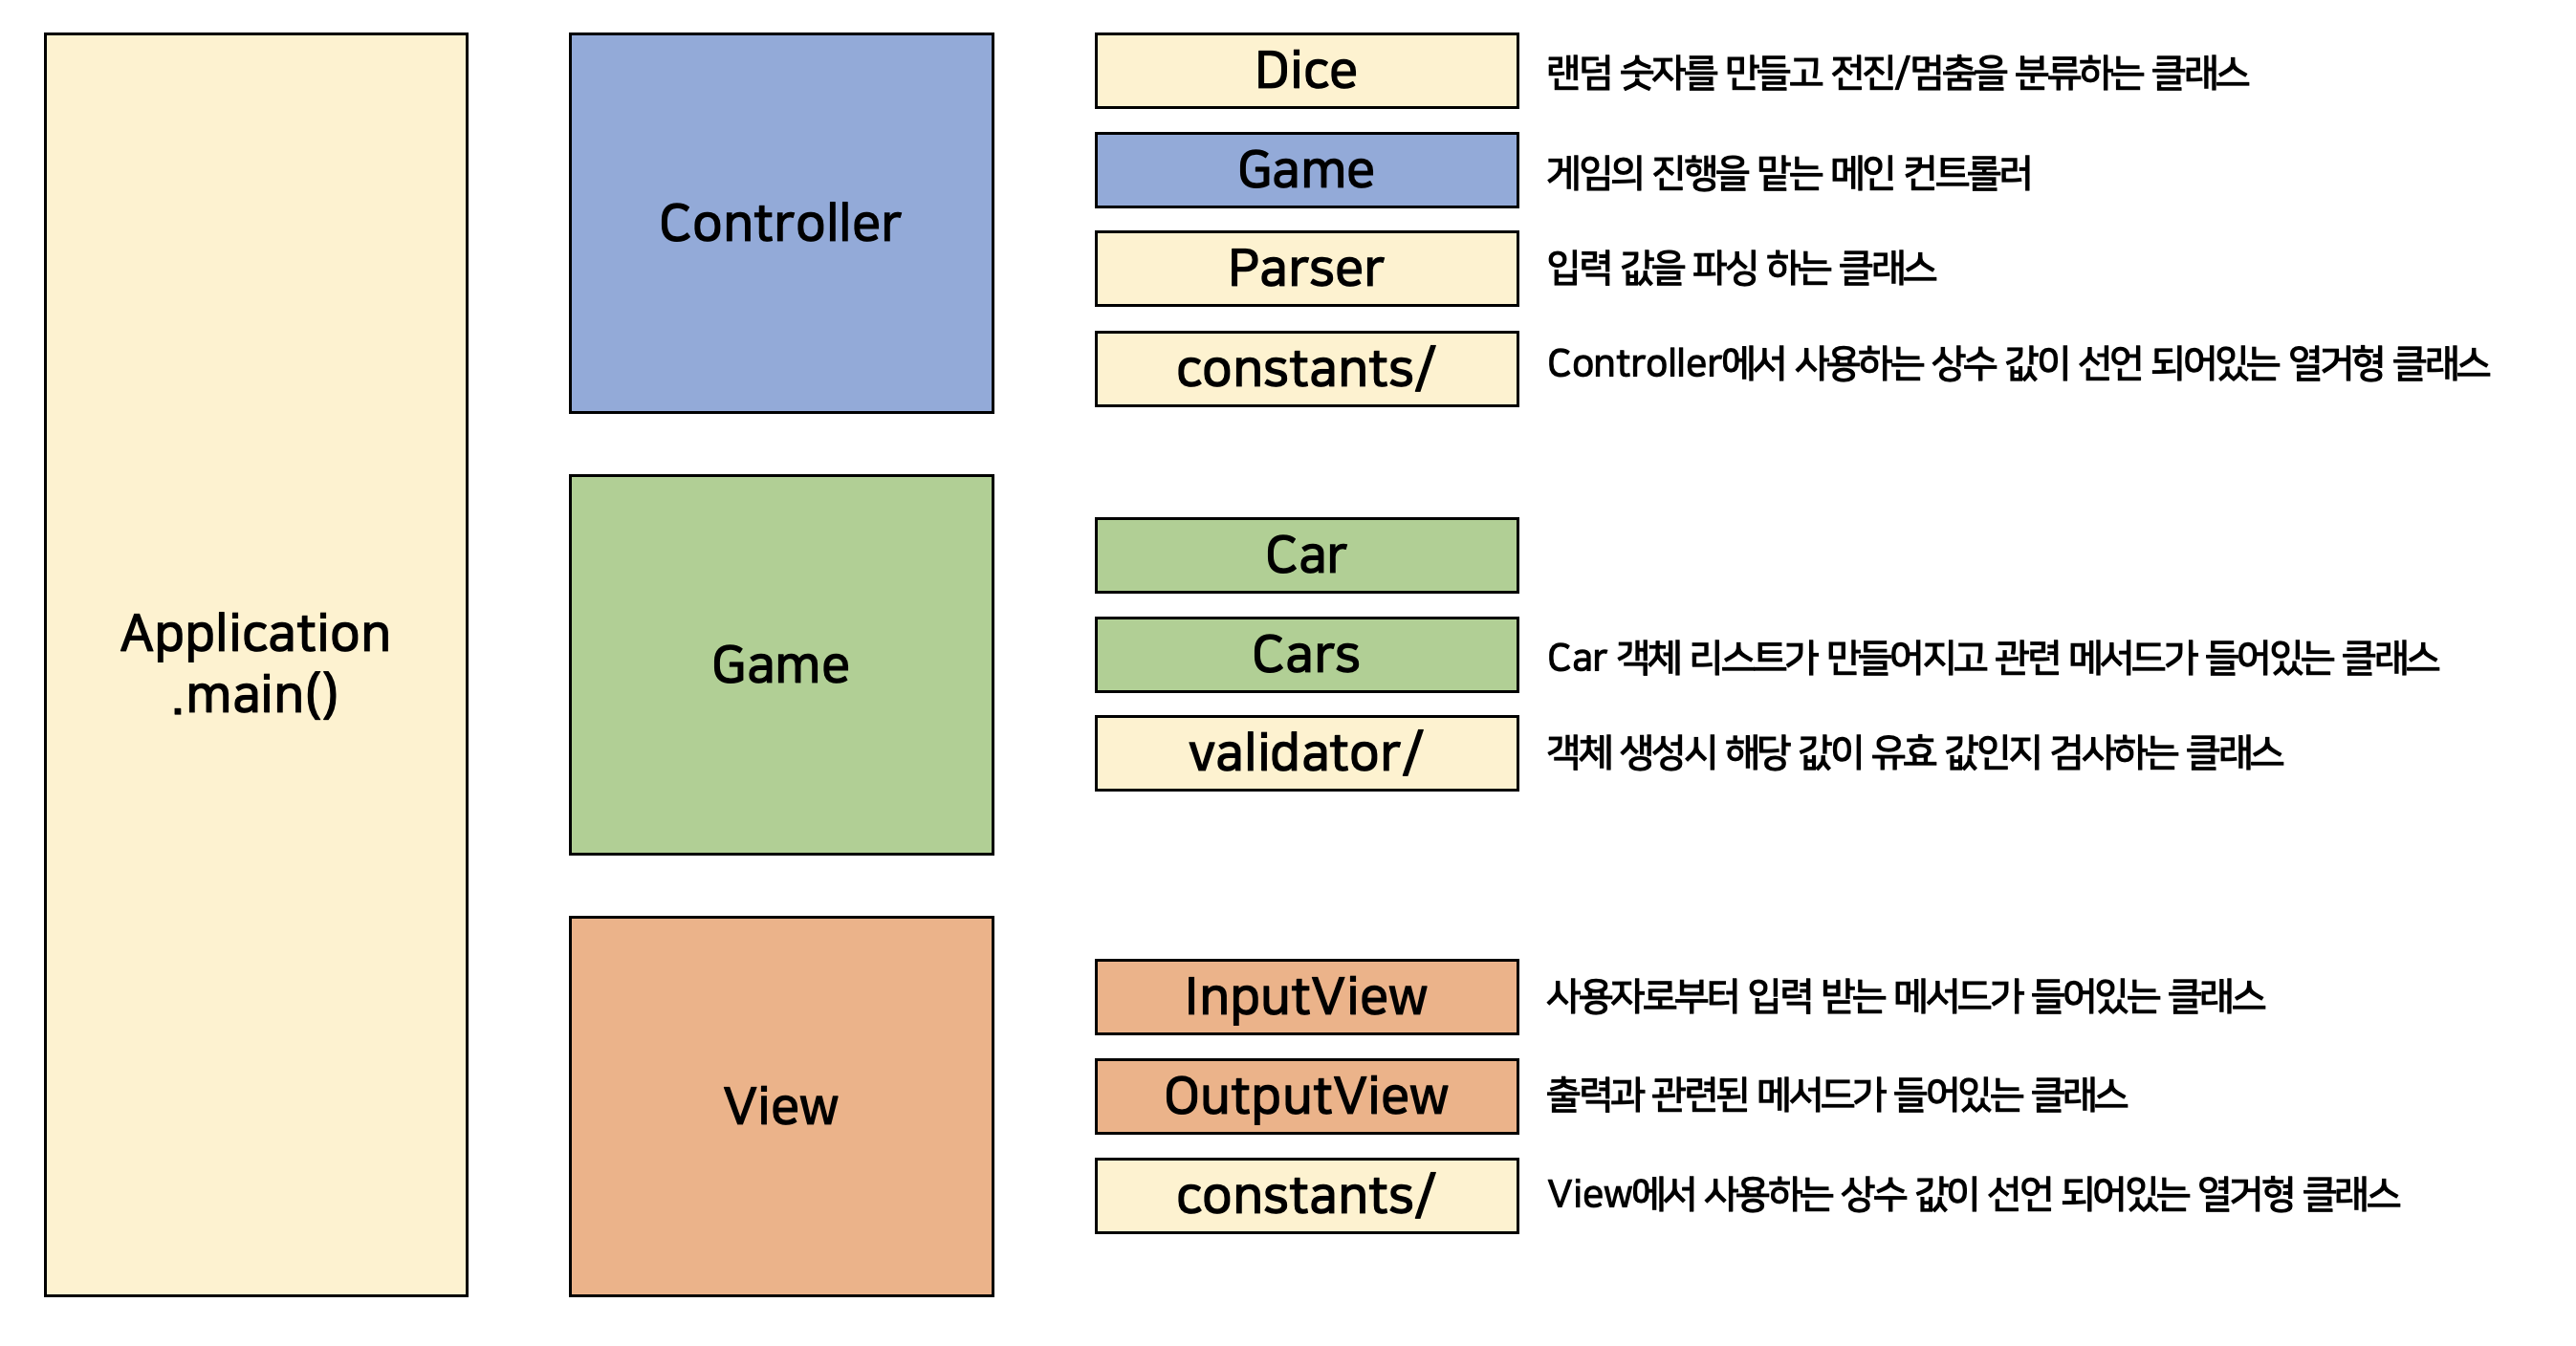 Application
.main()
Controller
Dice
랜덤 숫자를 만들고 전진/멈춤을 분류하는 클래스
Game
게임의 진행을 맡는 메인 컨트롤러
Parser
입력 값을 파싱 하는 클래스
constants/
Controller에서 사용하는 상수 값이 선언 되어있는 열거형 클래스
Game
Car
Cars
Car 객체 리스트가 만들어지고 관련 메서드가 들어있는 클래스
validator/
객체 생성시 해당 값이 유효 값인지 검사하는 클래스
View
InputView
사용자로부터 입력 받는 메서드가 들어있는 클래스
OutputView
출력과 관련된 메서드가 들어있는 클래스
constants/
View에서 사용하는 상수 값이 선언 되어있는 열거형 클래스